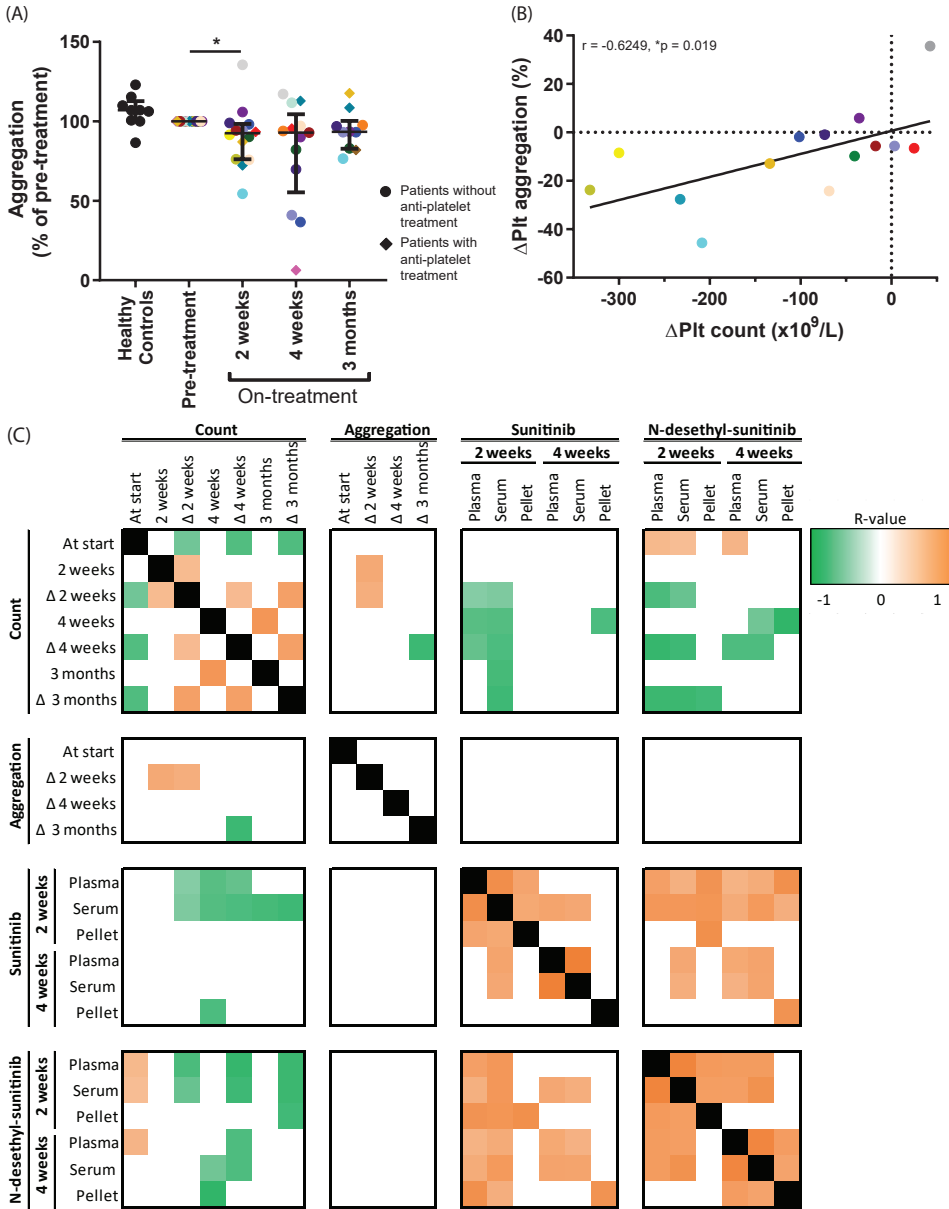 (A)
150
100
50
0
Aggregation
(% of pre-treatment)
*
Patients without
anti-platelet
treatment
Patients with
anti-platelet
treatment
Healthy
Controls
Pre-treatment
2 weeks
4 weeks
3 months
On-treatment
(B)
r = -0.6249, *p = 0.019
40
20
0
-20
-40
-60
ΔPlt aggregation (%)
-300
-200
-100
0
ΔPlt count (x10⁹/L)
(C)
Count
Aggregation
Sunitinib
N-desethyl-sunitinib
2 weeks
4 weeks
2 weeks
4 weeks
At start
2 weeks
Δ 2 weeks
4 weeks
Δ 4 weeks
3 months
Δ 3 months
At start
Δ 2 weeks
Δ 4 weeks
Δ 3 months
Plasma
Serum
Pellet
Plasma
Serum
Pellet
Plasma
Serum
Pellet
Plasma
Serum
Pellet
R-value
-1
0
1
Count
At start
2 weeks
Δ 2 weeks
4 weeks
Δ 4 weeks
3 months
Δ 3 months
Aggregation
At start
Δ 2 weeks
Δ 4 weeks
Δ 3 months
Sunitinib
2 weeks
Plasma
Serum
Pellet
4 weeks
Plasma
Serum
Pellet
N-desethyl-sunitinib
2 weeks
Plasma
Serum
Pellet
4 weeks
Plasma
Serum
Pellet